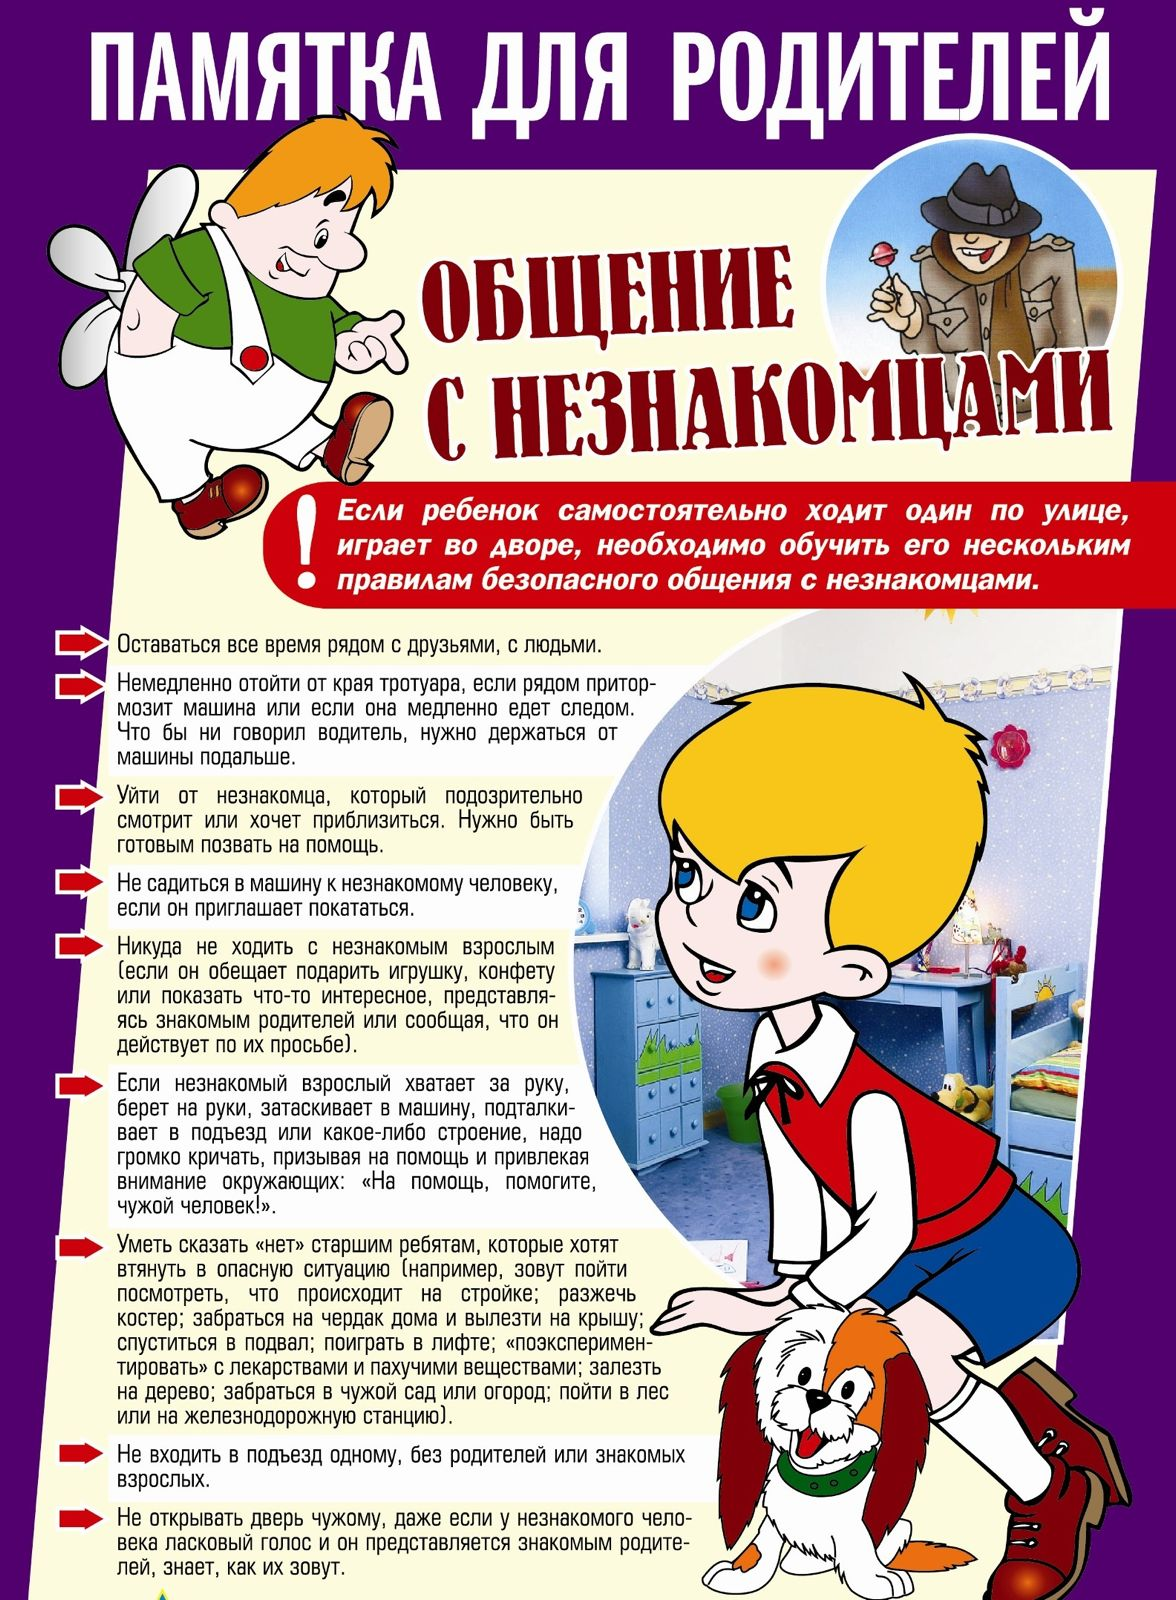 ПАМЯТКА ДЛЯ РОДИТЕЛЕЙ
ОБЩЕНИЕ
С НЕЗНАКОМЦАМИ
! Если ребенок самостоятельно ходит один по улице,
играет во дворе, необходимо обучить его нескольким
правилам безопасного общения с незнакомцами.
Оставаться все время рядом с друзьями, с людьми.
Немедленно отойти от края тротуара, если рядом притор-
мозит машина или если она медленно едет следом.
Что бы ни говорил водитель, нужно держаться от
машины подальше.
Уйти от незнакомца, который подозрительно
смотрит или хочет приблизиться. Нужно быть
готовым позвать на помощь.
Не садиться в машину к незнакомому человеку,
если он приглашает покататься.
Никуда не ходить с незнакомым взрослым
(если он обещает подарить игрушку, конфету
или показать что-то интересное, представля-
ясь знакомым родителей или сообщая, что он
действует по их просьбе).
Если незнакомый взрослый хватает за руку,
берет на руки, затаскивает в машину, подталки-
вает в подъезд или какое-либо строение, надо
громко кричать, призывая на помощь и привлекая
внимание окружающих: «На помощь, помогите,
чужой человек!».
Уметь сказать «нет» старшим ребятам, которые хотят
втянуть в опасную ситуацию (например, зовут пойти
посмотреть, что происходит на стройке; разжечь
костер; забраться на чердак дома и вылезти на крышу;
спуститься в подвал; поиграть в лифте; «поэксперимен-
тировать» с лекарствами и пахучими веществами; залезть
на дерево; забраться в чужой сад или огород; пойти в лес
или на железнодорожную станцию).
Не входить в подъезд одному, без родителей или знакомых
взрослых.
Не открывать дверь чужому, даже если у незнакомого чело-
века ласковый голос и он представляется знакомым родите-
лей, знает, как их зовут.